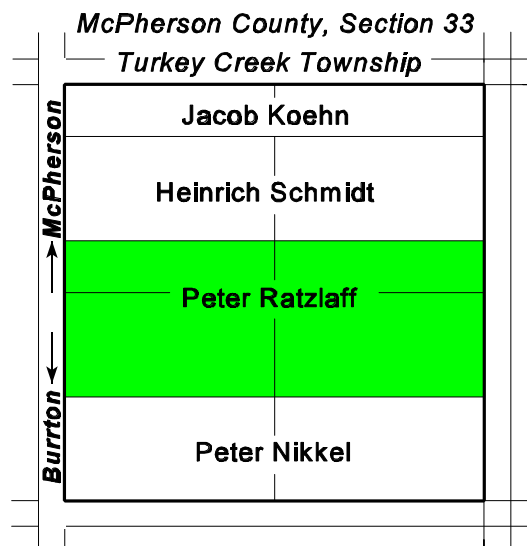 McPherson County, Section 33
Turkey Creek Township
Jacob Koehn
McPherson
Heinrich Schmidt
Peter Ratzlaff
Burrton
Peter Nikkel